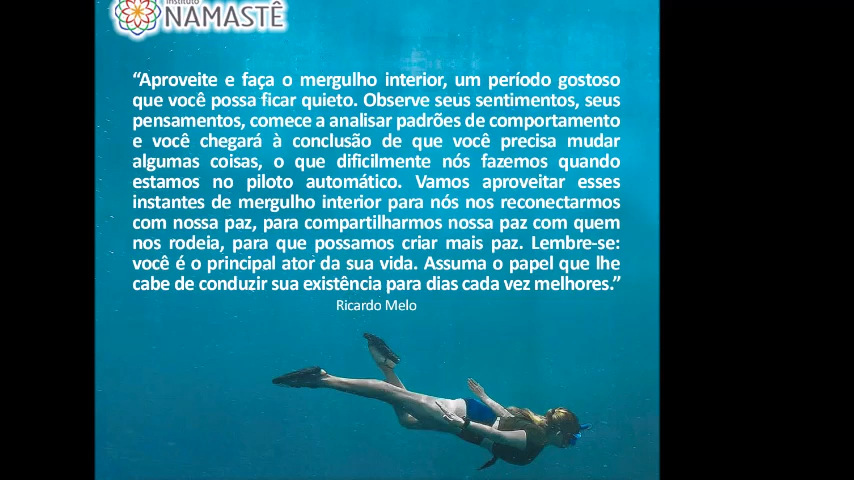 Instituto
NAMASTÊ
“Aproveite e faça o mergulho interior, um período gostoso
que você possa ficar quieto. Observe seus sentimentos, seus
pensamentos, comece a analisar padrões de comportamento
e você chegará à conclusão de que você precisa mudar
algumas coisas, o que dificilmente nós fazemos quando
estamos no piloto automático. Vamos aproveitar esses
instantes de mergulho interior para nós nos reconectarmos
com nossa paz, para compartilharmos nossa paz com quem
nos rodeia, para que possamos criar mais paz. Lembre-se:
você é o principal ator da sua vida. Assuma o papel que lhe
cabe de conduzir sua existência para dias cada vez melhores.”
Ricardo Melo